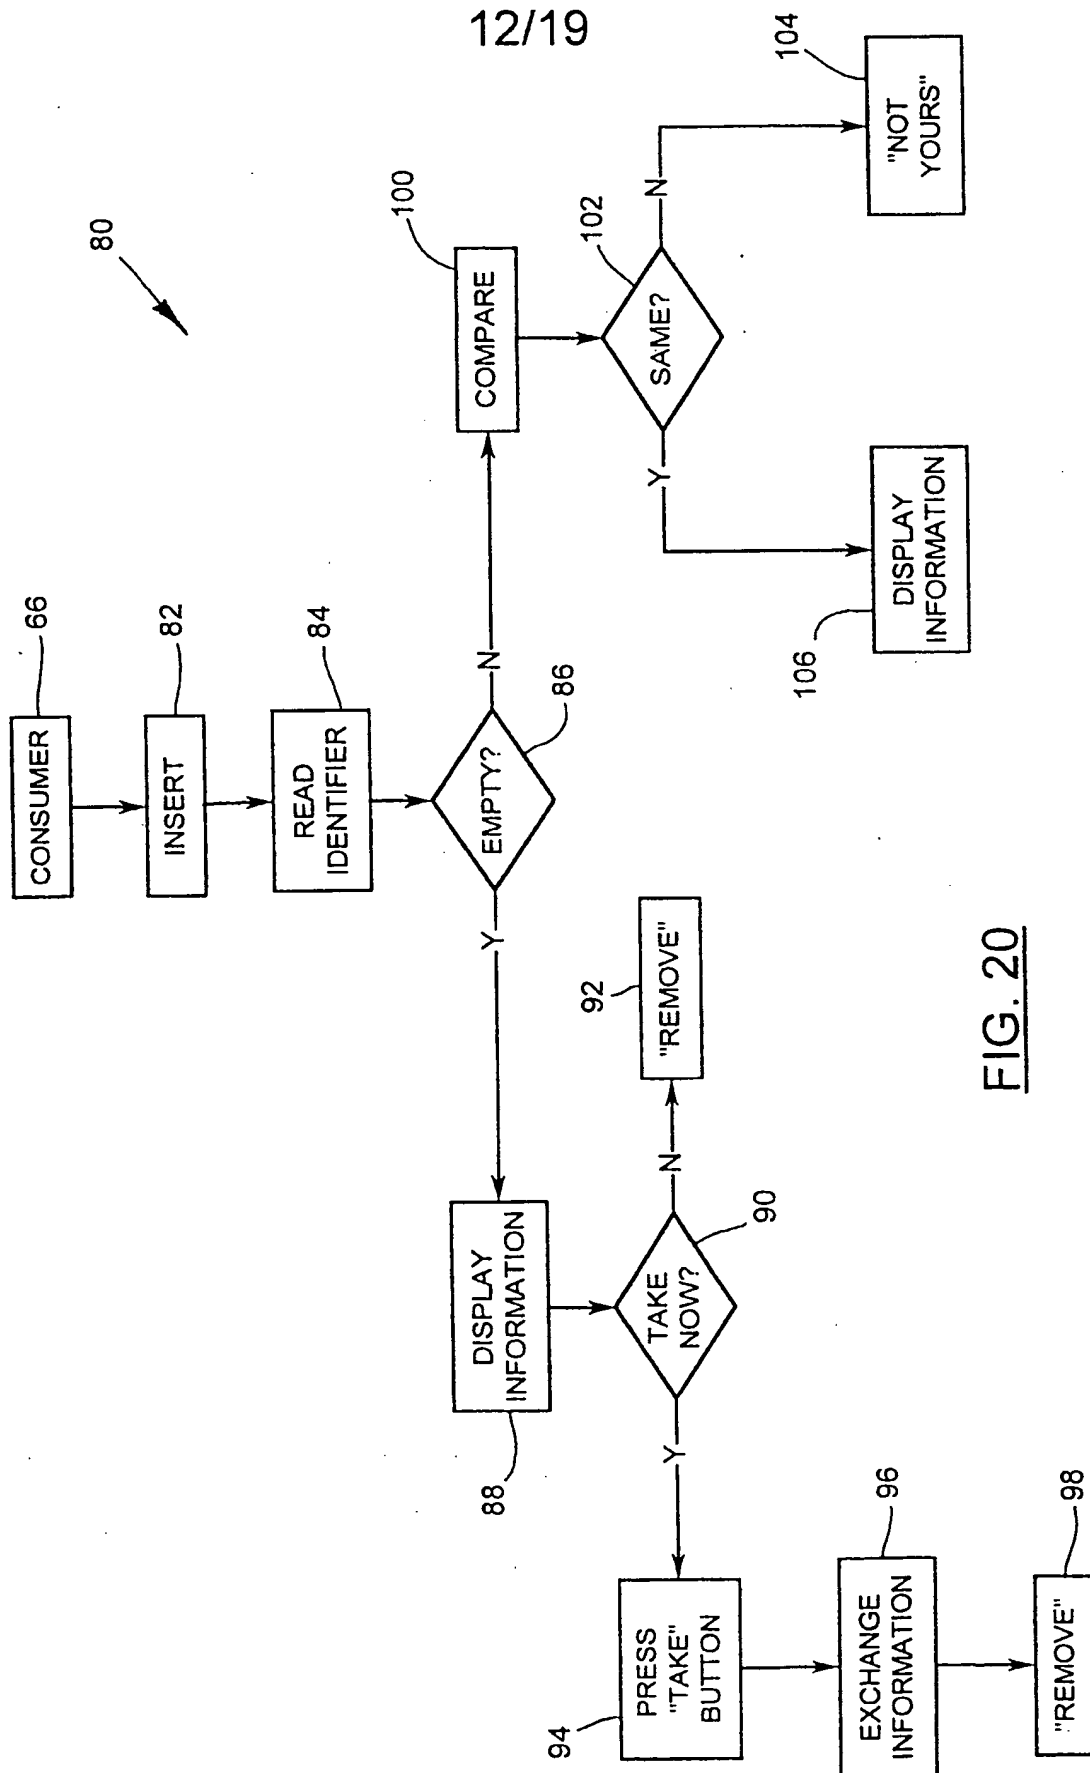 12/19
80
CONSUMER
66
INSERT
82
READ
IDENTIFIER
84
EMPTY?
86
Y
N
DISPLAY
INFORMATION
88
TAKE
NOW?
90
N
"REMOVE"
92
Y
PRESS
"TAKE"
BUTTON
94
EXCHANGE
INFORMATION
96
"REMOVE"
98
COMPARE
100
SAME?
102
N
"NOT
YOURS"
104
Y
DISPLAY
INFORMATION
106
FIG. 20